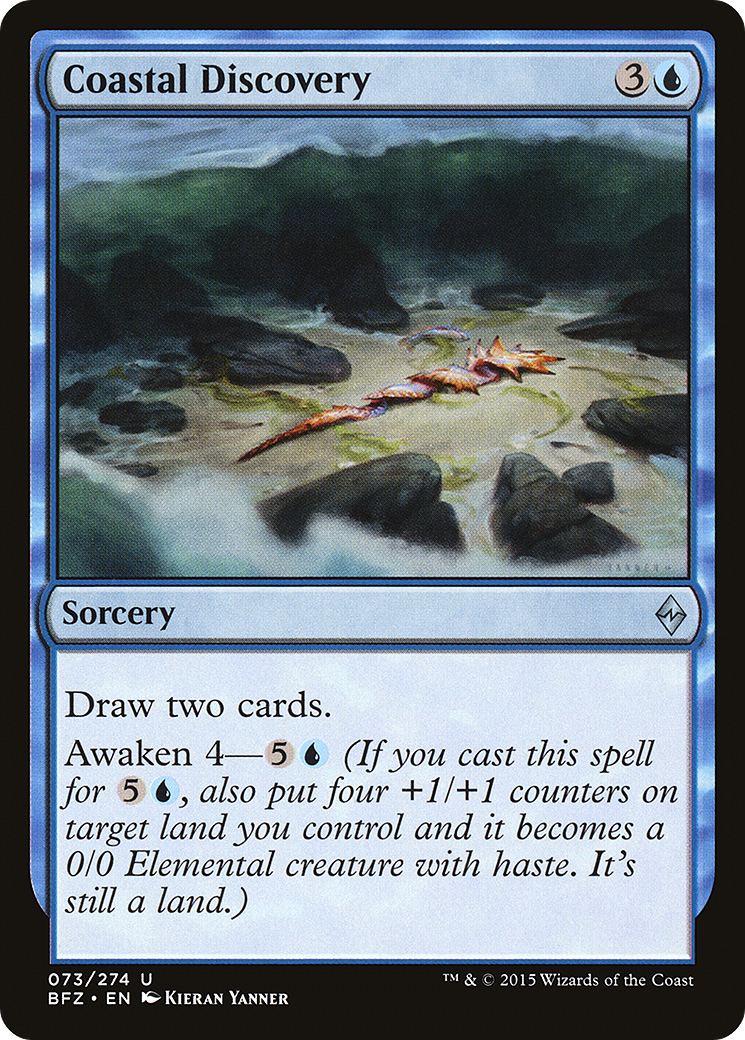 Coastal Discovery 3
Sorcery
Draw two cards.
Awaken 4—5 (If you cast this spell
for 5, also put four +1/+1 counters on
target land you control and it becomes a
0/0 Elemental creature with haste. It's
still a land.)
073/274 U
BFZ • EN KIERAN YANNER
™ & © 2015 Wizards of the Coast